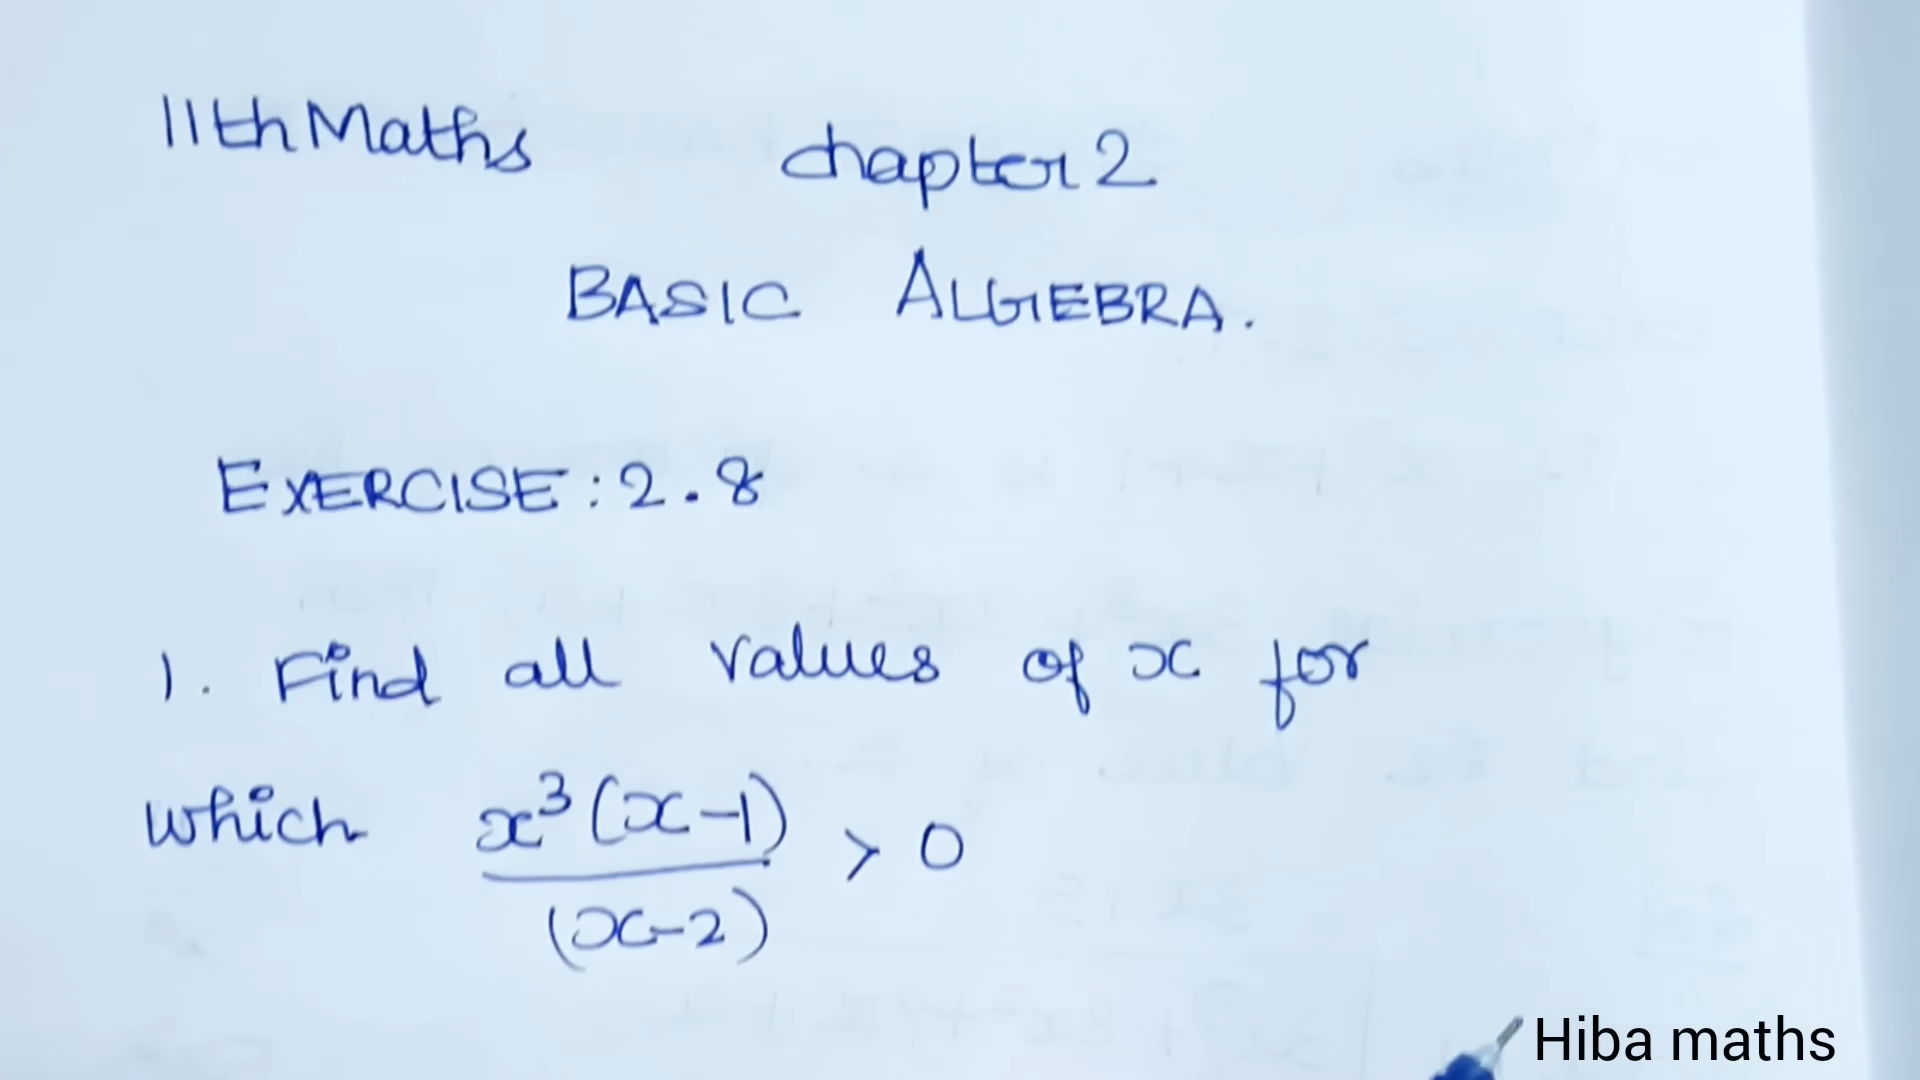 11th Maths chapter 2
BASIC ALGEBRA.
EXERCISE : 2.8
1. Find all values of x for
which x³(x-1)/(x-2) > 0
Hiba maths